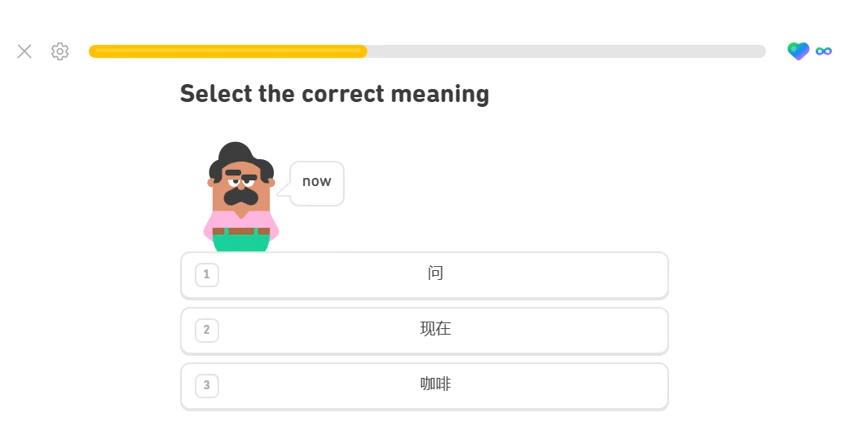 Select the correct meaning
now
1 问
2 现在
3 咖啡